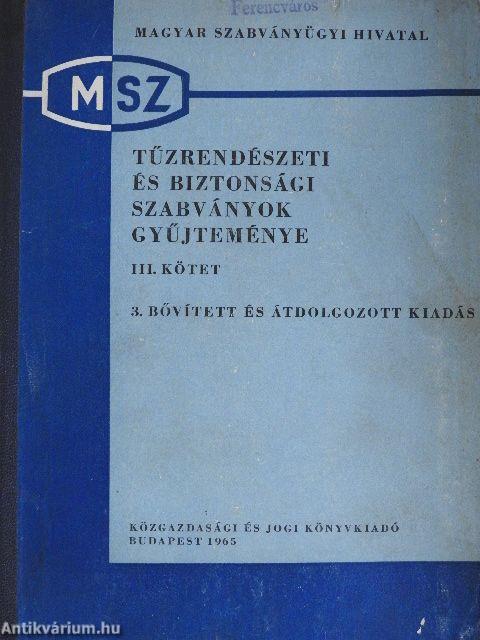 Ferencváros
MAGYAR SZABVÁNYÜGYI HIVATAL
MSZ
TŰZRENDÉSZETI
ÉS BIZTONSÁGI
SZABVÁNYOK
GYŰJTEMÉNYE
III. KÖTET
3. BŐVÍTETT ÉS ÁTDOLGOZOTT KIADÁS
KÖZGAZDASÁGI ÉS JOGI KÖNYVKIADÓ
BUDAPEST 1965
Antikvárium.hu